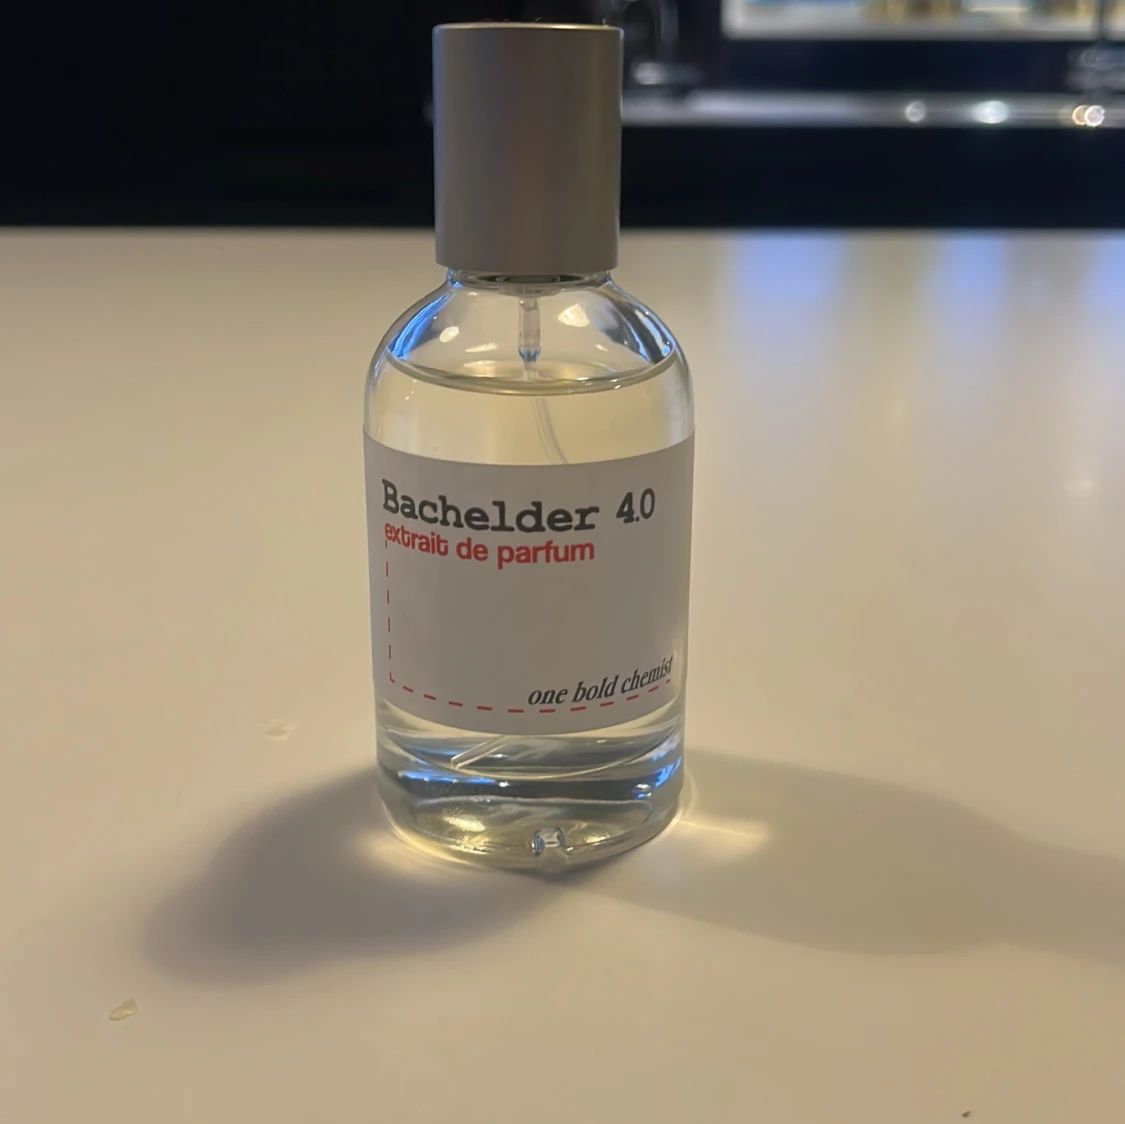 Bachelder 4.0
extrait de parfum
one bold chemist